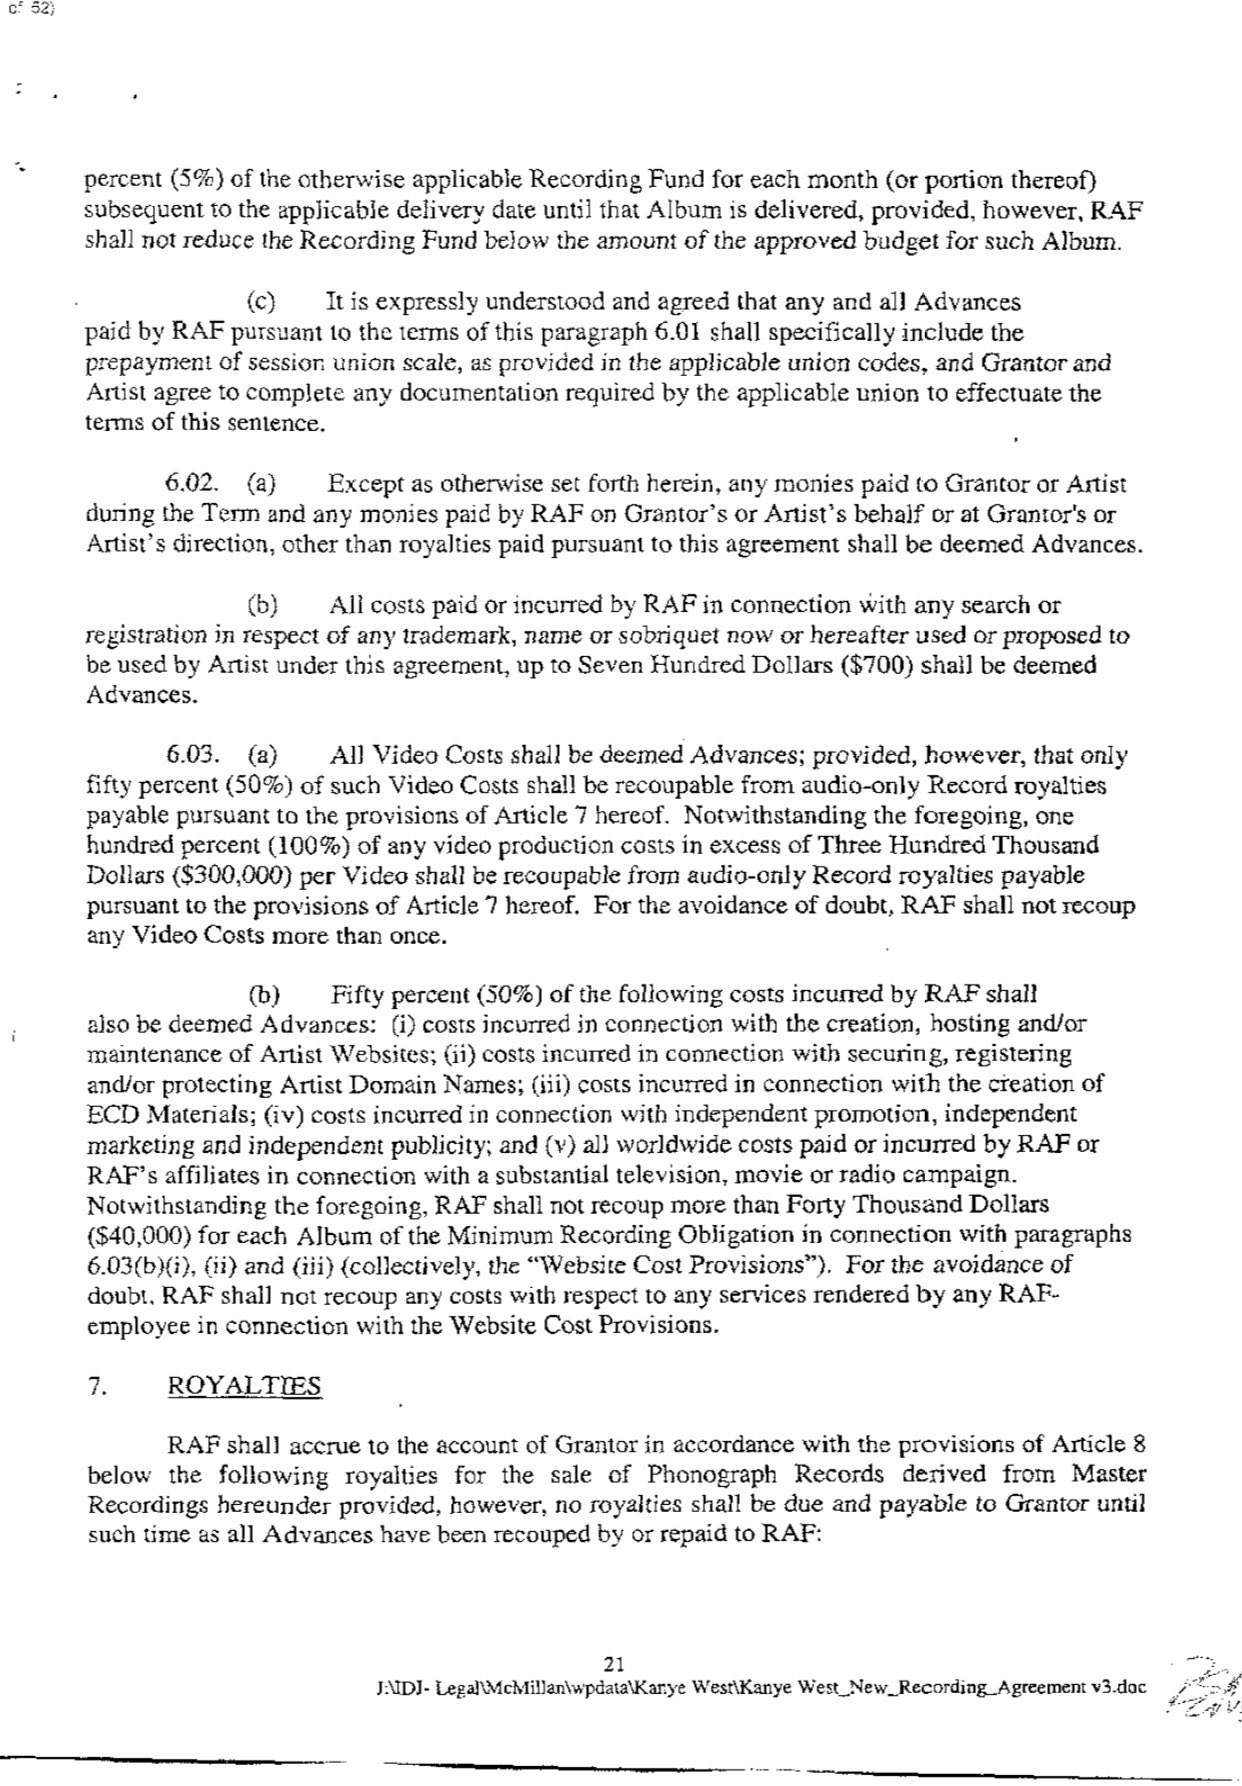 of 52)
percent (5%) of the otherwise applicable Recording Fund for each month (or portion thereof)
subsequent to the applicable delivery date until that Album is delivered, provided, however, RAF
shall not reduce the Recording Fund below the amount of the approved budget for such Album.
(c) It is expressly understood and agreed that any and all Advances
paid by RAF pursuant to the terms of this paragraph 6.01 shall specifically include the
prepayment of session union scale, as provided in the applicable union codes, and Grantor and
Artist agree to complete any documentation required by the applicable union to effectuate the
terms of this sentence.
6.02. (a) Except as otherwise set forth herein, any monies paid to Grantor or Artist
during the Term and any monies paid by RAF on Grantor's or Artist's behalf or at Grantor's or
Artist's direction, other than royalties paid pursuant to this agreement shall be deemed Advances.
(b) All costs paid or incurred by RAF in connection with any search or
registration in respect of any trademark, name or sobriquet now or hereafter used or proposed to
be used by Artist under this agreement, up to Seven Hundred Dollars ($700) shall be deemed
Advances.
6.03. (a) All Video Costs shall be deemed Advances; provided, however, that only
fifty percent (50%) of such Video Costs shall be recoupable from audio-only Record royalties
payable pursuant to the provisions of Article 7 hereof. Notwithstanding the foregoing, one
hundred percent (100%) of any video production costs in excess of Three Hundred Thousand
Dollars ($300,000) per Video shall be recoupable from audio-only Record royalties payable
pursuant to the provisions of Article 7 hereof. For the avoidance of doubt, RAF shall not recoup
any Video Costs more than once.
(b) Fifty percent (50%) of the following costs incurred by RAF shall
also be deemed Advances: (i) costs incurred in connection with the creation, hosting and/or
maintenance of Artist Websites; (ii) costs incurred in connection with securing, registering
and/or protecting Artist Domain Names; (iii) costs incurred in connection with the creation of
ECD Materials; (iv) costs incurred in connection with independent promotion, independent
marketing and independent publicity; and (v) all worldwide costs paid or incurred by RAF or
RAF's affiliates in connection with a substantial television, movie or radio campaign.
Notwithstanding the foregoing, RAF shall not recoup more than Forty Thousand Dollars
($40,000) for each Album of the Minimum Recording Obligation in connection with paragraphs
6.03(b)(i), (ii) and (iii) (collectively, the "Website Cost Provisions"). For the avoidance of
doubt, RAF shall not recoup any costs with respect to any services rendered by any RAF-
employee in connection with the Website Cost Provisions.
7. ROYALTIES
RAF shall accrue to the account of Grantor in accordance with the provisions of Article 8
below the following royalties for the sale of Phonograph Records derived from Master
Recordings hereunder provided, however, no royalties shall be due and payable to Grantor until
such time as all Advances have been recouped by or repaid to RAF:
21
J:\IDJ- Legal\McMillan\wpdata\Kanye West\Kanye West_New_Recording_Agreement v3.doc